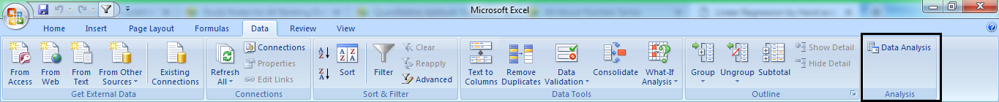 Microsoft Excel
Home Insert Page Layout Formulas Data Review View
From Access
From Web
From Text
From Other Sources
Existing Connections
Get External Data
Refresh All
Connections
Properties
Edit Links
Connections
Sort
Filter
Clear
Reapply
Advanced
Sort & Filter
Text to Columns
Remove Duplicates
Data Validation
Consolidate
What-If Analysis
Data Tools
Group
Ungroup
Subtotal
Show Detail
Hide Detail
Outline
Data Analysis
Analysis